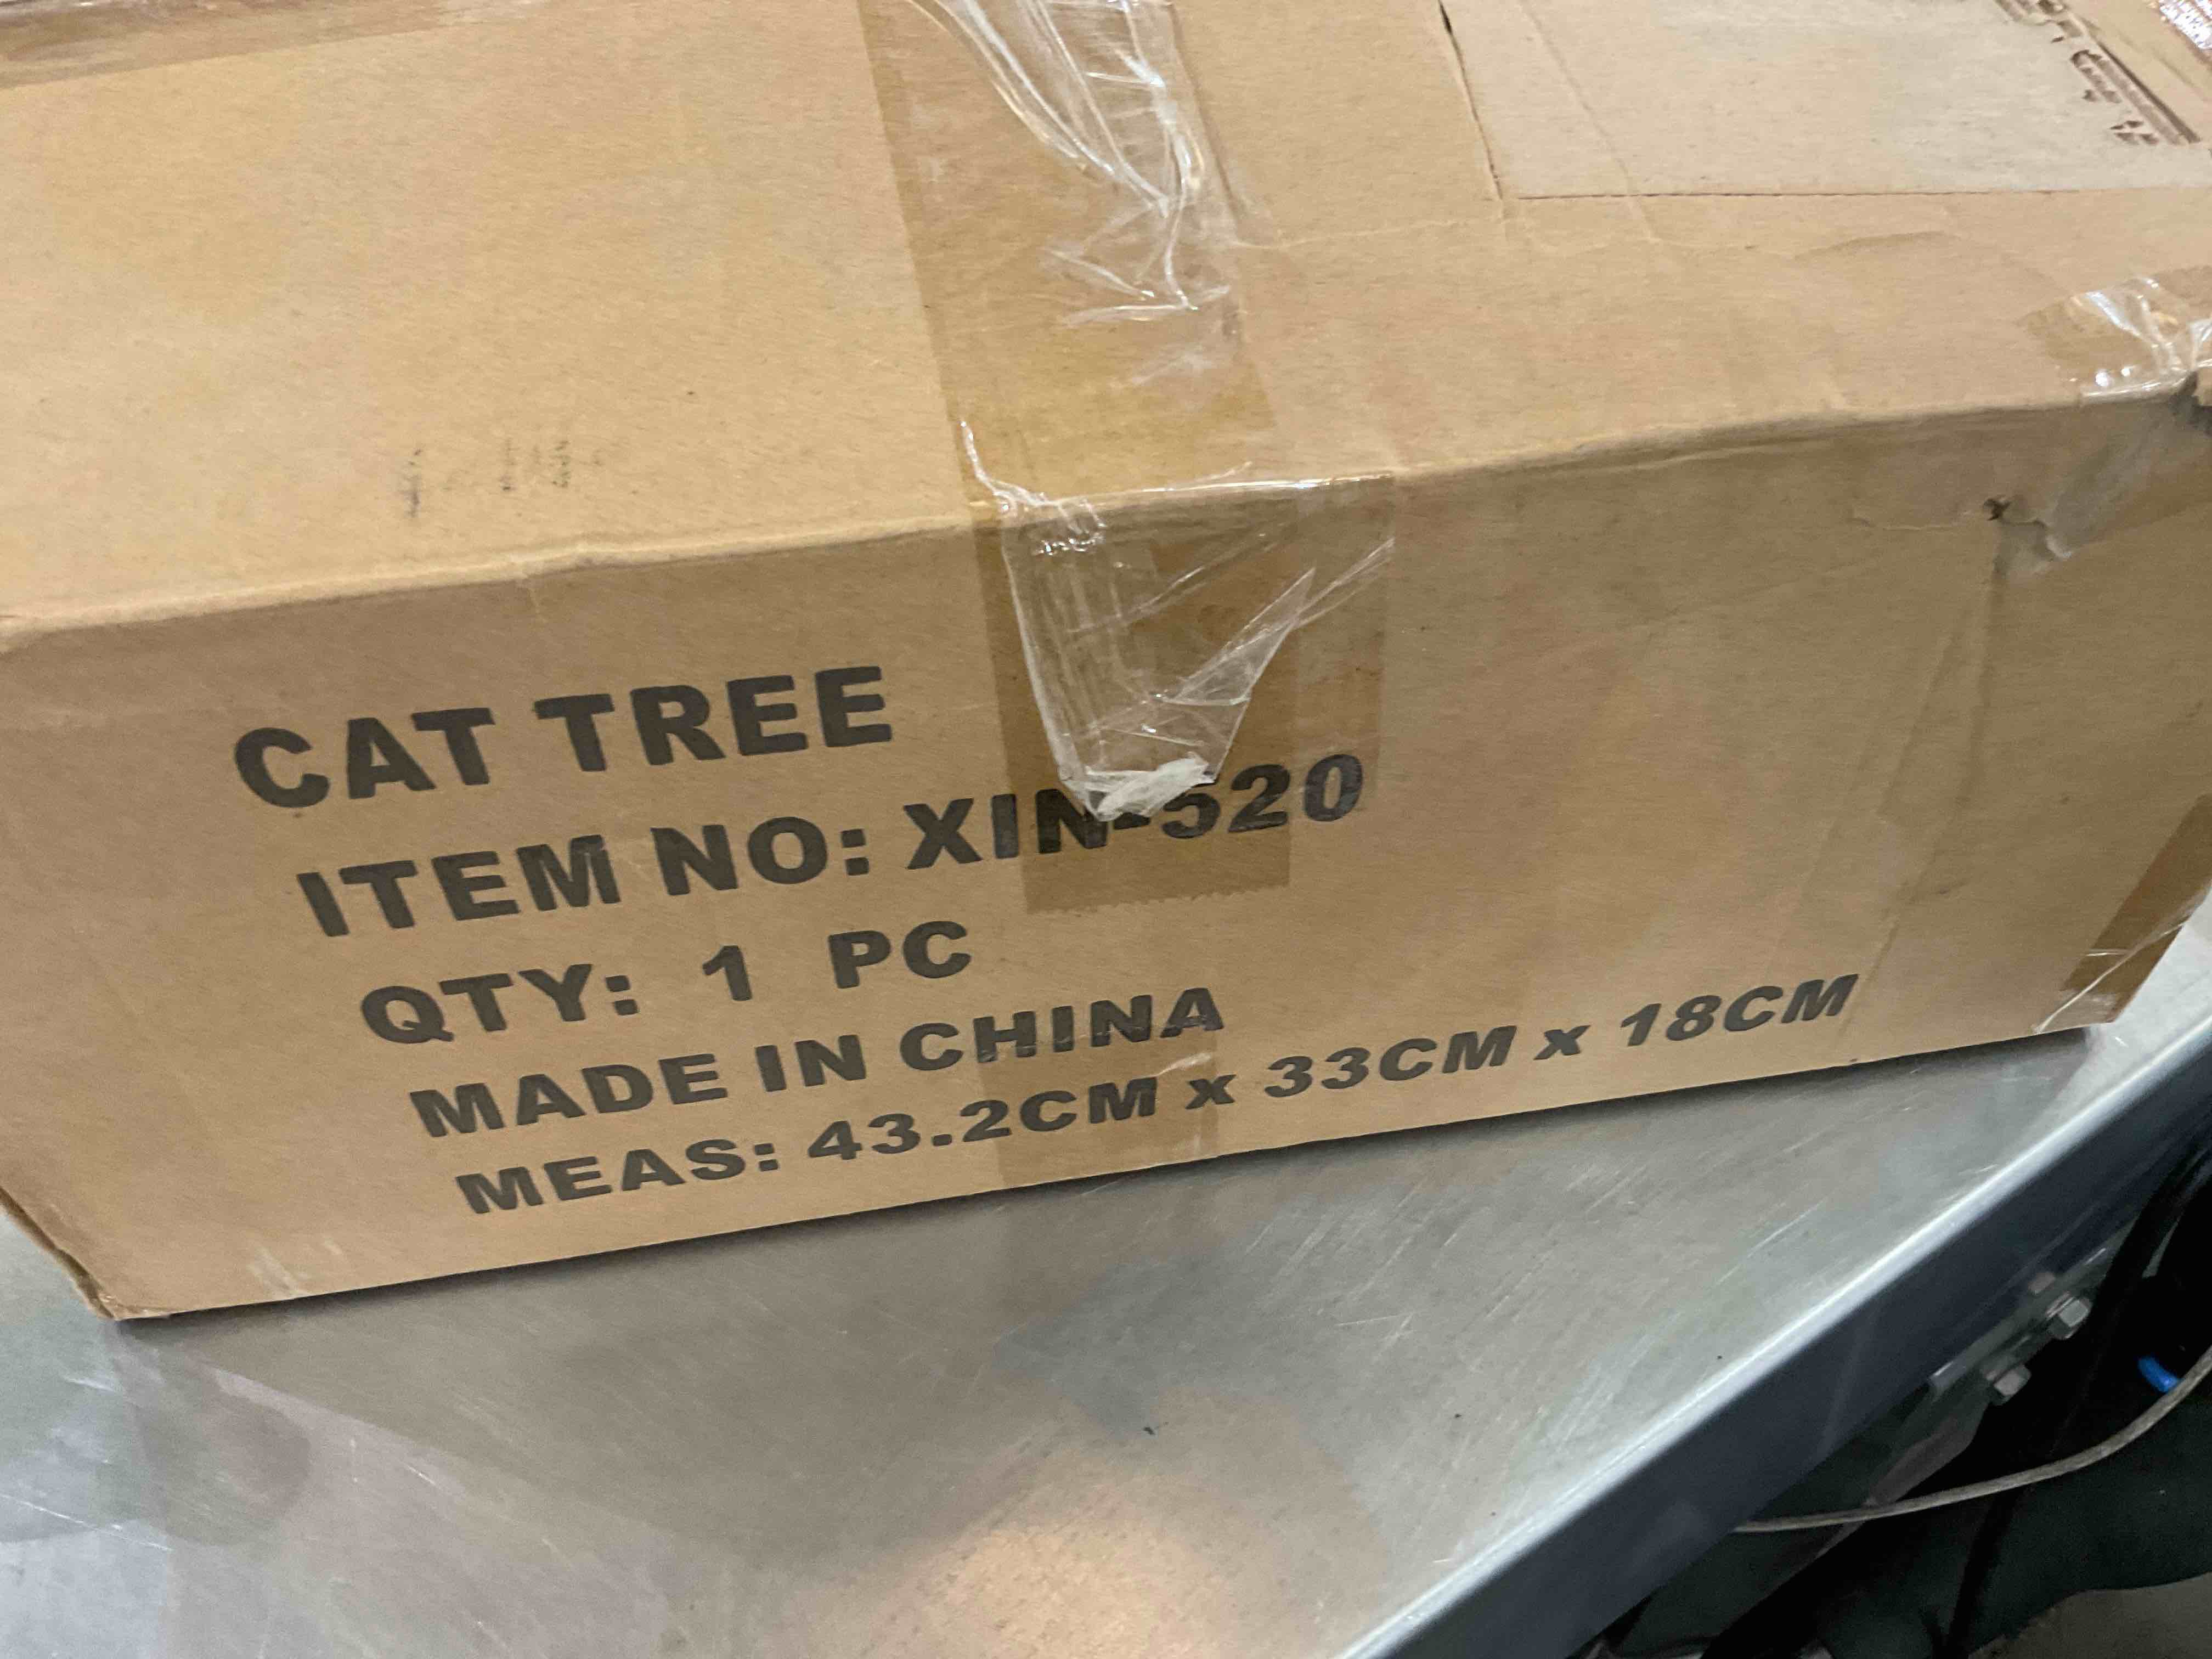 CAT TREE
ITEM NO: XIN-520
QTY: 1 PC
MADE IN CHINA
MEAS: 43.2CM x 33CM x 18CM